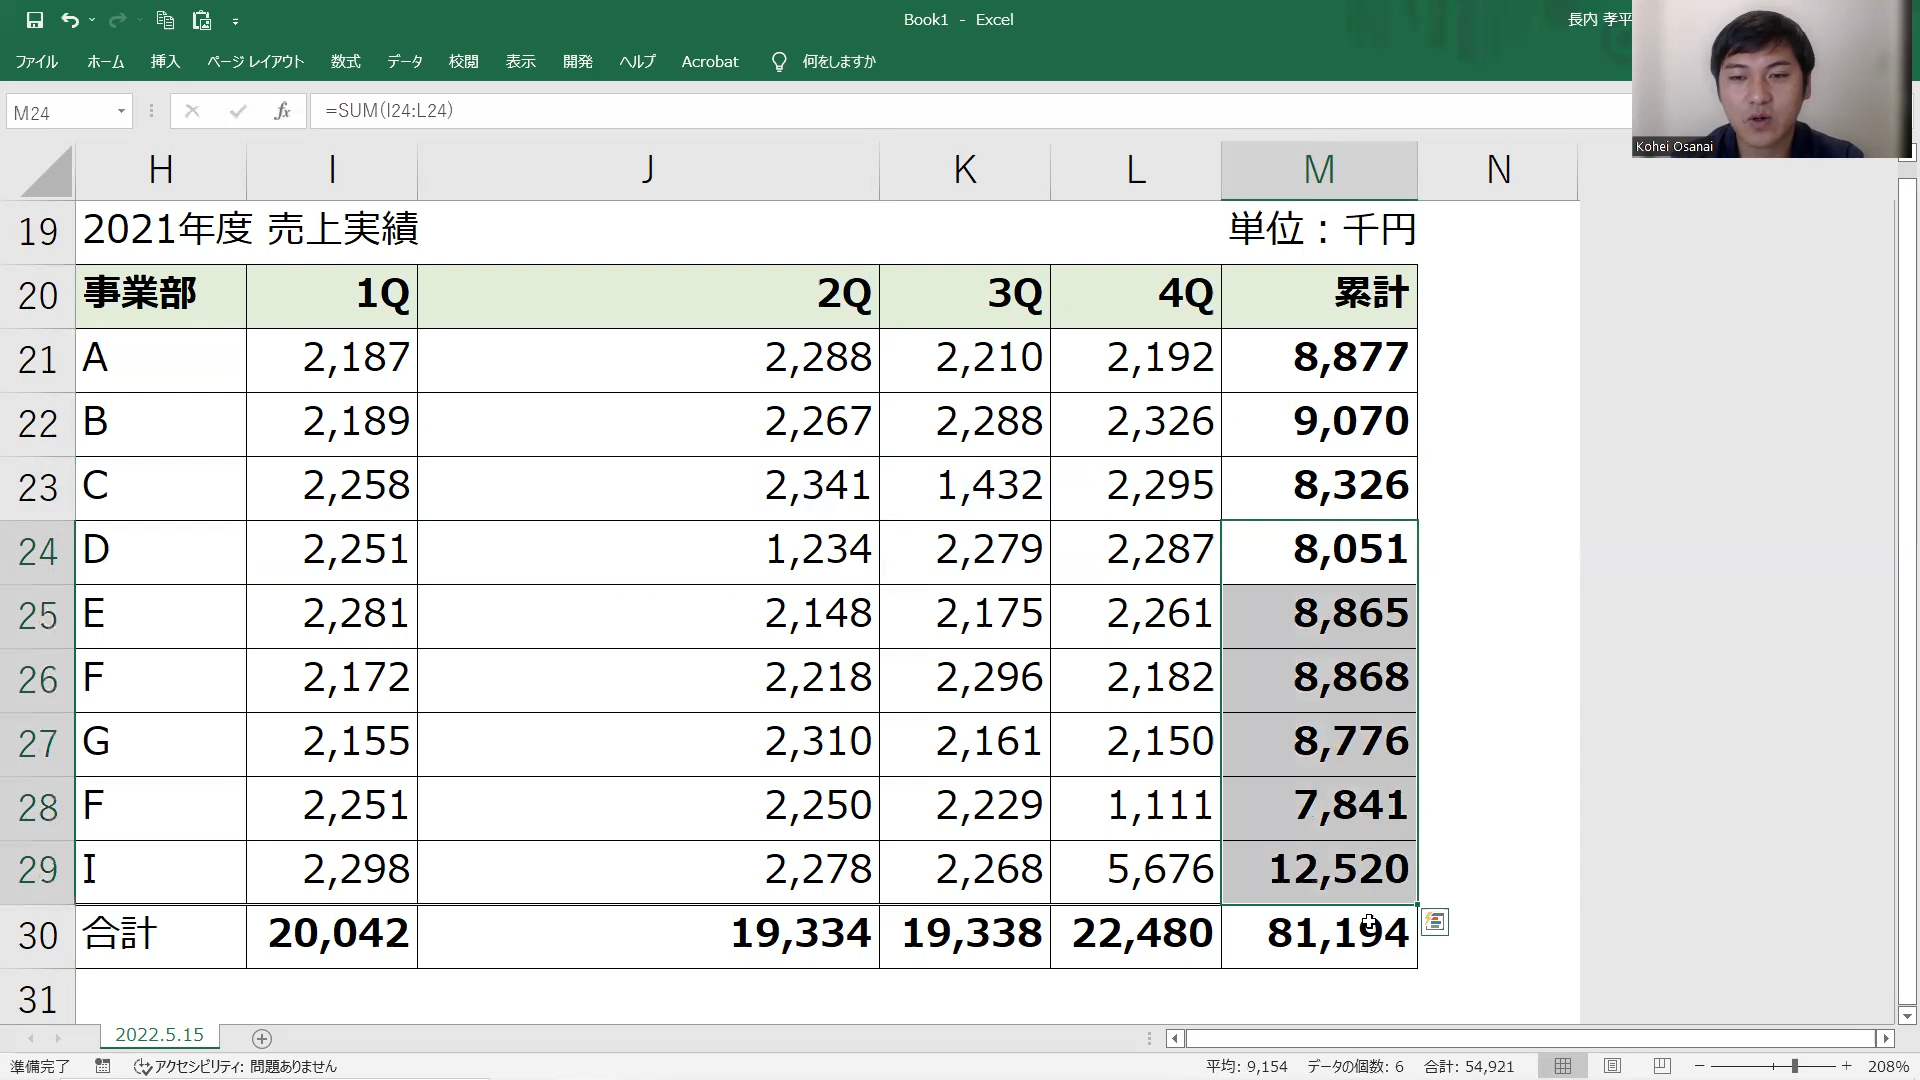 Book1 - Excel
長内 孝平
ファイル ホーム 挿入 ページ レイアウト 数式 データ 校閲 表示 開発 ヘルプ Acrobat 何をしますか
Kohei Osanai
M24 fx =SUM(I24:L24)
H I J K L M N
19 2021年度 売上実績 単位：千円
20 事業部 1Q 2Q 3Q 4Q 累計
21 A 2,187 2,288 2,210 2,192 8,877
22 B 2,189 2,267 2,288 2,326 9,070
23 C 2,258 2,341 1,432 2,295 8,326
24 D 2,251 1,234 2,279 2,287 8,051
25 E 2,281 2,148 2,175 2,261 8,865
26 F 2,172 2,218 2,296 2,182 8,868
27 G 2,155 2,310 2,161 2,150 8,776
28 F 2,251 2,250 2,229 1,111 7,841
29 I 2,298 2,278 2,268 5,676 12,520
30 合計 20,042 19,334 19,338 22,480 81,194
31
2022.5.15
準備完了 アクセシビリティ: 問題ありません 平均: 9,154 データの個数: 6 合計: 54,921 208%